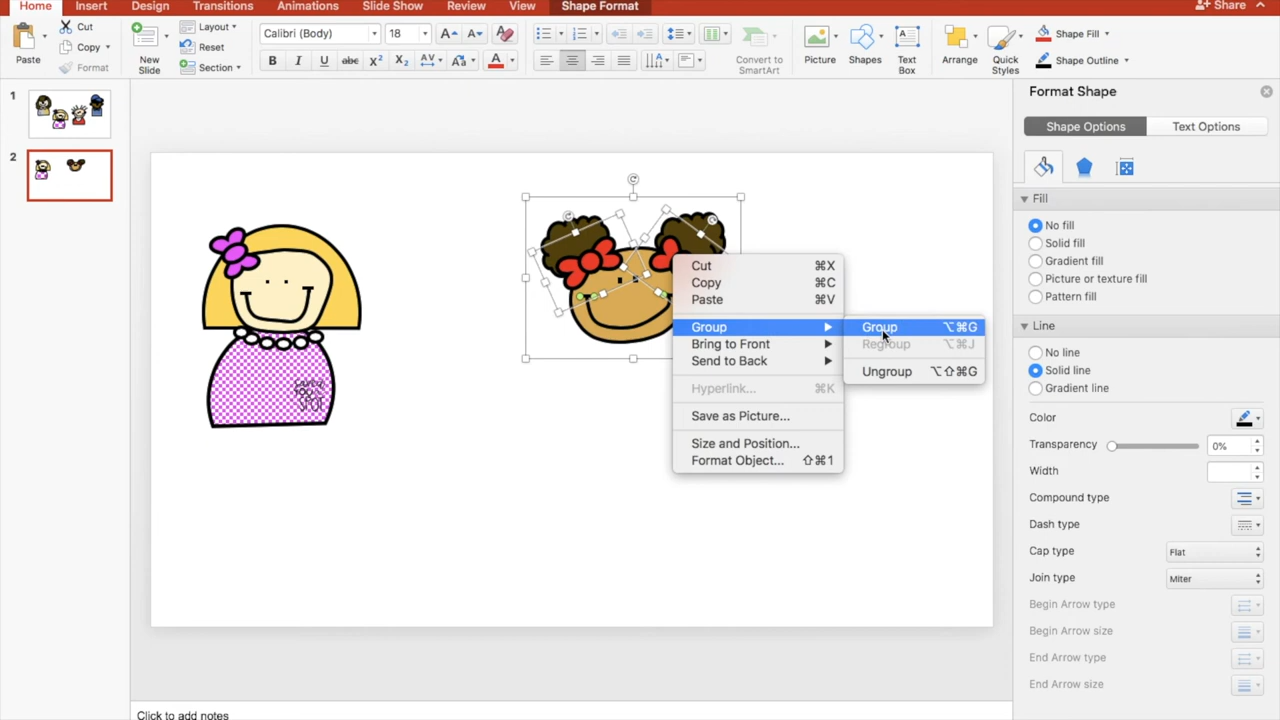 Home Insert Design Transitions Animations Slide Show Review View Shape Format Share
Paste Cut Copy Format New Slide Layout Reset Section
Calibri (Body) 18 A A
B I U abc X² X₂ AV Aa A
Convert to SmartArt Picture Shapes Text Box Arrange Quick Styles Shape Fill Shape Outline
1
2
Cut ⌘X
Copy ⌘C
Paste ⌘V
Group
Bring to Front
Send to Back
Hyperlink... ⌘K
Save as Picture...
Size and Position...
Format Object... ⇧⌘1
Group ⌥⌘G
Regroup ⌥⌘J
Ungroup ⌥⇧⌘G
SPOT
Click to add notes
Format Shape
Shape Options Text Options
Fill
No fill
Solid fill
Gradient fill
Picture or texture fill
Pattern fill
Line
No line
Solid line
Gradient line
Color
Transparency 0%
Width
Compound type
Dash type
Cap type Flat
Join type Miter
Begin Arrow type
Begin Arrow size
End Arrow type
End Arrow size